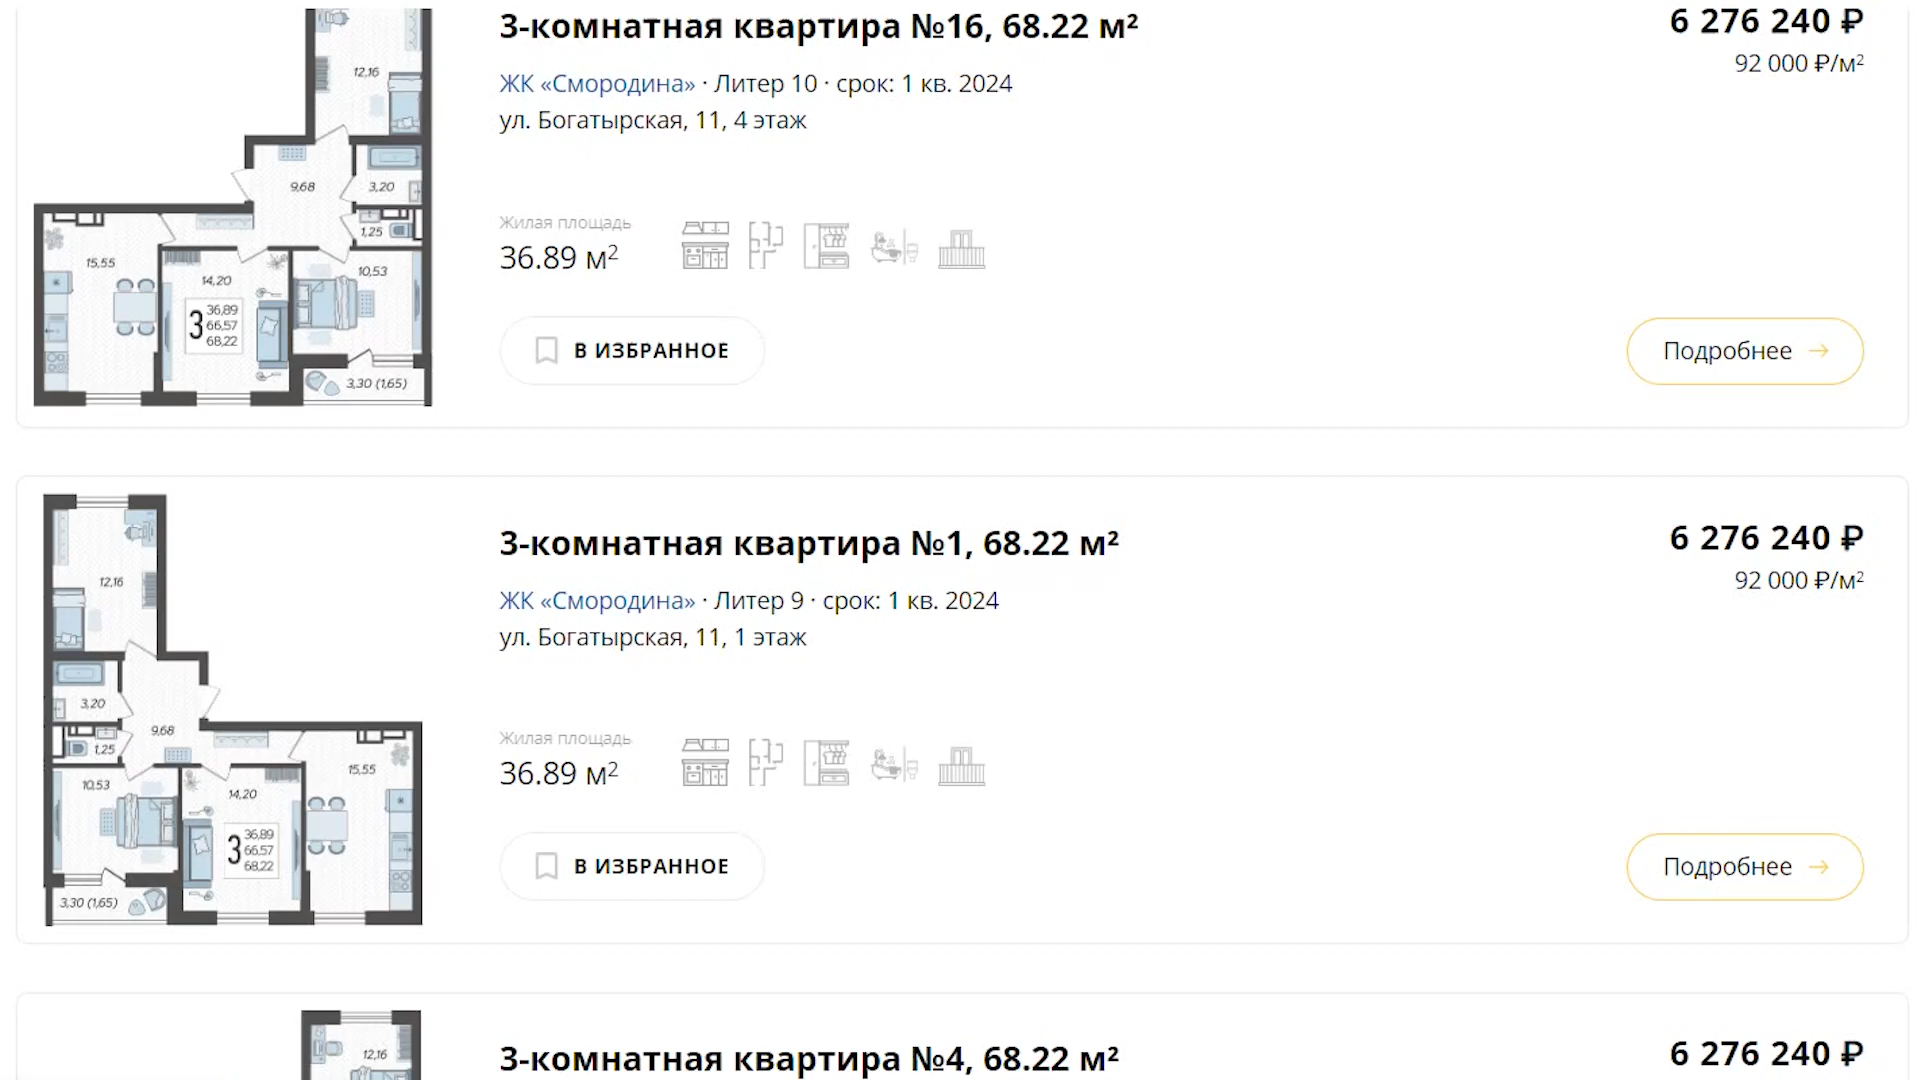 3-комнатная квартира №16, 68.22 м²
6 276 240 ₽
92 000 ₽/м²
ЖК «Смородина» · Литер 10 · срок: 1 кв. 2024
ул. Богатырская, 11, 4 этаж
Жилая площадь
36.89 м²
В ИЗБРАННОЕ
Подробнее →
12,16
9,68
3,20
1,25
15,55
14,20
10,53
3
36,89
66,57
68,22
3,30 (1,65)
3-комнатная квартира №1, 68.22 м²
6 276 240 ₽
92 000 ₽/м²
ЖК «Смородина» · Литер 9 · срок: 1 кв. 2024
ул. Богатырская, 11, 1 этаж
Жилая площадь
36.89 м²
В ИЗБРАННОЕ
Подробнее →
12,16
3,20
9,68
1,25
10,53
14,20
15,55
3
36,89
66,57
68,22
3,30 (1,65)
3-комнатная квартира №4, 68.22 м²
6 276 240 ₽
12,16